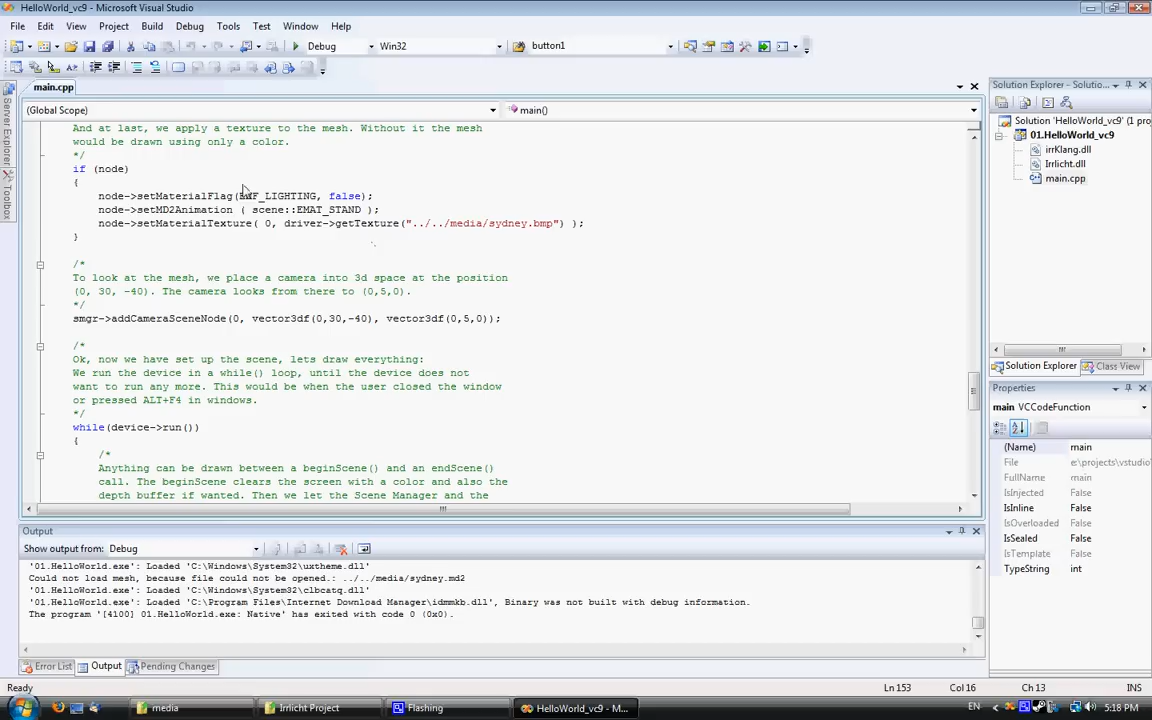 HelloWorld_vc9 - Microsoft Visual Studio
File Edit View Project Build Debug Tools Test Window Help
Debug Win32 button1
main.cpp
(Global Scope) main()
And at last, we apply a texture to the mesh. Without it the mesh
would be drawn using only a color.
*/
if (node)
{
node->setMaterialFlag(EMF_LIGHTING, false);
node->setMD2Animation ( scene::EMAT_STAND );
node->setMaterialTexture( 0, driver->getTexture("../../media/sydney.bmp") );
}
/*
To look at the mesh, we place a camera into 3d space at the position
(0, 30, -40). The camera looks from there to (0,5,0).
*/
smgr->addCameraSceneNode(0, vector3df(0,30,-40), vector3df(0,5,0));
/*
Ok, now we have set up the scene, lets draw everything:
We run the device in a while() loop, until the device does not
want to run any more. This would be when the user closed the window
or pressed ALT+F4 in windows.
*/
while(device->run())
{
/*
Anything can be drawn between a beginScene() and an endScene()
call. The beginScene clears the screen with a color and also the
depth buffer if wanted. Then we let the Scene Manager and the
Server Explorer
Toolbox
Solution Explorer - Solutio...
Solution 'HelloWorld_vc9' (1 proj
01.HelloWorld_vc9
irrKlang.dll
Irrlicht.dll
main.cpp
Solution Explorer Class View
Properties
main VCCodeFunction
(Name) main
File e:\projects\vstudio
FullName main
IsInjected False
IsInline False
IsOverloaded False
IsSealed False
IsTemplate False
TypeString int
Output
Show output from: Debug
'01.HelloWorld.exe': Loaded 'C:\Windows\System32\uxtheme.dll'
Could not load mesh, because file could not be opened.: ../../media/sydney.md2
'01.HelloWorld.exe': Loaded 'C:\Windows\System32\clbcatq.dll'
'01.HelloWorld.exe': Loaded 'C:\Program Files\Internet Download Manager\idmmkb.dll', Binary was not built with debug information.
The program '[4100] 01.HelloWorld.exe: Native' has exited with code 0 (0x0).
Error List Output Pending Changes
Ready Ln 153 Col 16 Ch 13 INS
media Irrlicht Project Flashing HelloWorld_vc9 - M... EN 5:18 PM